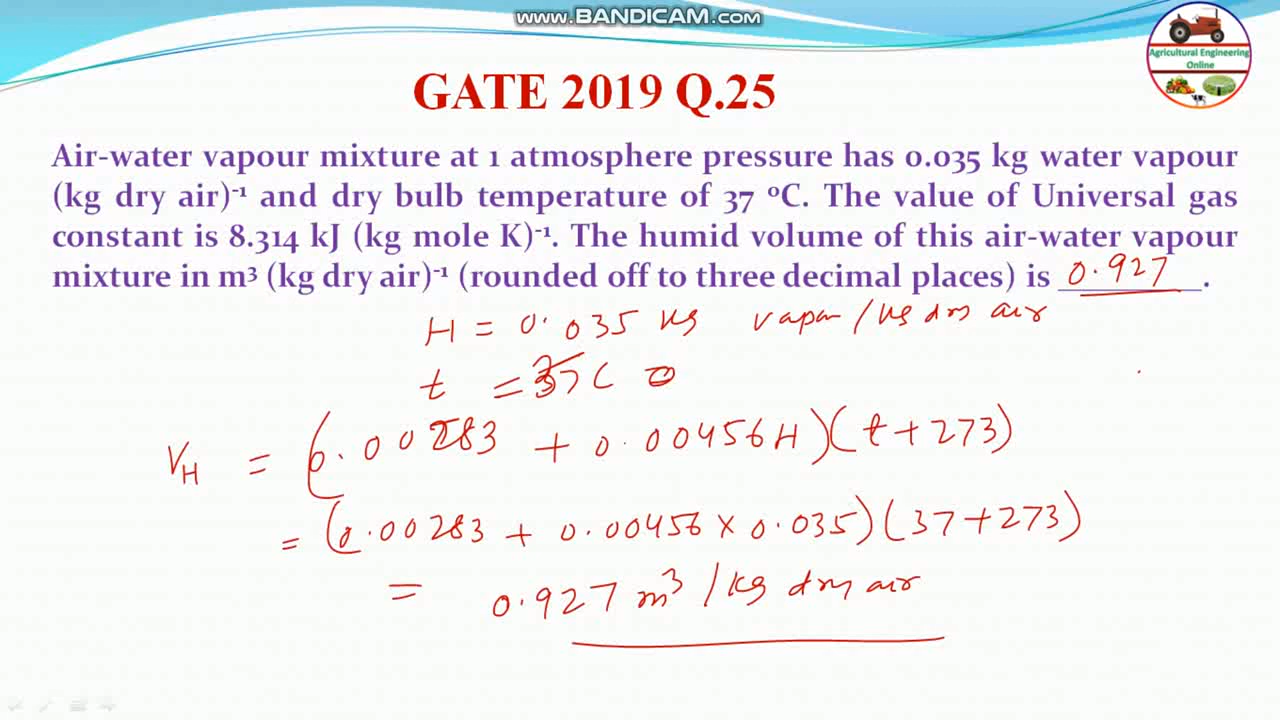 www.BANDICAM.com
Agricultural Engineering
Online
GATE 2019 Q.25
Air-water vapour mixture at 1 atmosphere pressure has 0.035 kg water vapour
(kg dry air)⁻¹ and dry bulb temperature of 37 ⁰C. The value of Universal gas
constant is 8.314 kJ (kg mole K)⁻¹. The humid volume of this air-water vapour
mixture in m³ (kg dry air)⁻¹ (rounded off to three decimal places) is 0.927.
H = 0.035 kg vapour/kg dry air
t = 37 C
V_H = (0.00283 + 0.00456H)(t+273)
= (0.00283 + 0.00456 × 0.035)(37+273)
= 0.927 m³/kg dry air